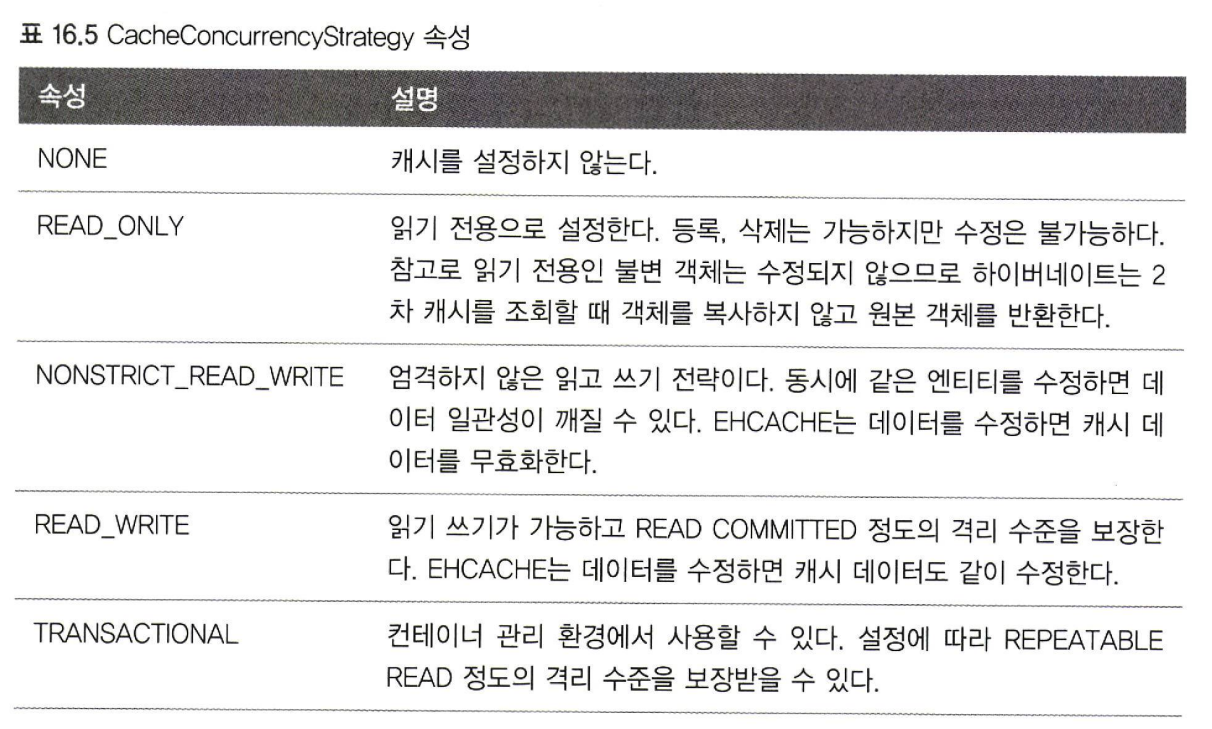 표 16.5 CacheConcurrencyStrategy 속성
속성 설명
NONE 캐시를 설정하지 않는다.
READ_ONLY 읽기 전용으로 설정한다. 등록, 삭제는 가능하지만 수정은 불가능하다.
참고로 읽기 전용인 불변 객체는 수정되지 않으므로 하이버네이트는 2
차 캐시를 조회할 때 객체를 복사하지 않고 원본 객체를 반환한다.
NONSTRICT_READ_WRITE 엄격하지 않은 읽고 쓰기 전략이다. 동시에 같은 엔티티를 수정하면 데
이터 일관성이 깨질 수 있다. EHCACHE는 데이터를 수정하면 캐시 데
이터를 무효화한다.
READ_WRITE 읽기 쓰기가 가능하고 READ COMMITTED 정도의 격리 수준을 보장한
다. EHCACHE는 데이터를 수정하면 캐시 데이터도 같이 수정한다.
TRANSACTIONAL 컨테이너 관리 환경에서 사용할 수 있다. 설정에 따라 REPEATABLE
READ 정도의 격리 수준을 보장받을 수 있다.